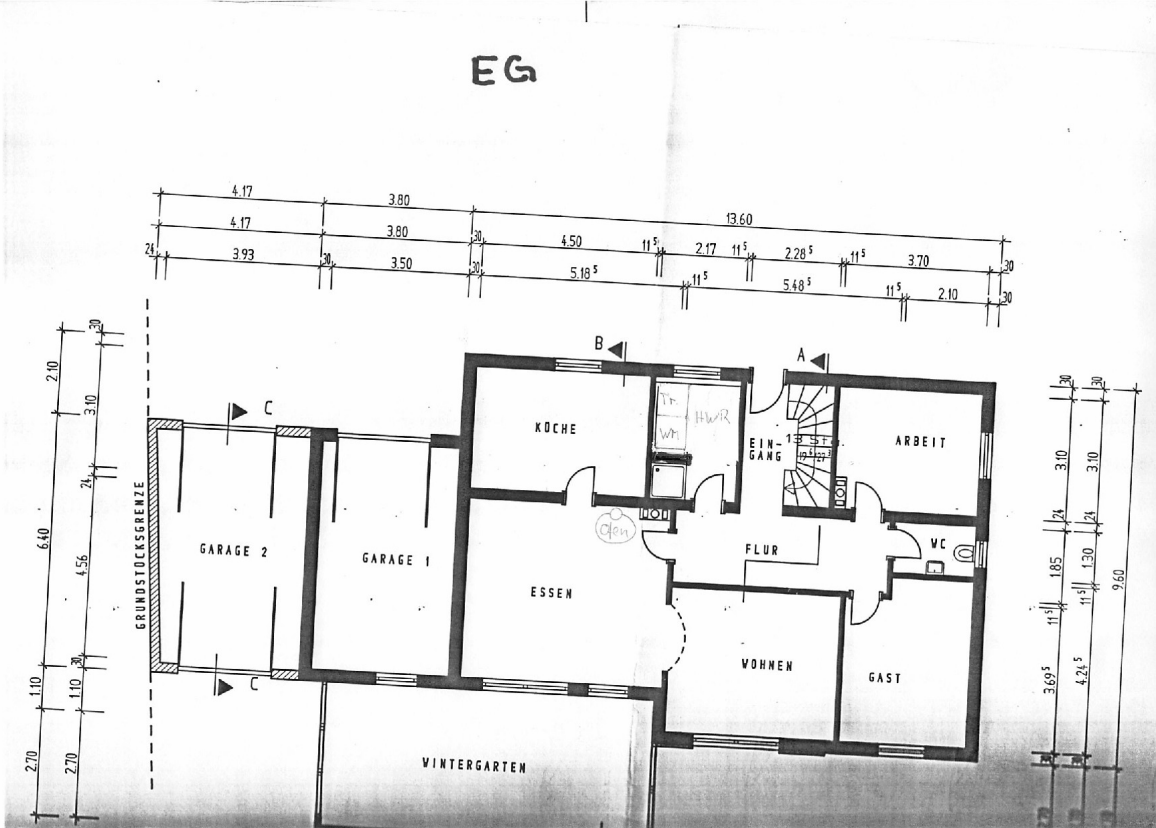 EG
4.17 3.80 13.60
4.17 3.80 30 4.50 11⁵ 2.17 11⁵ 2.28⁵ 11⁵ 3.70 30
24 3.93 30 3.50 30 5.18⁵ 11⁵ 5.48⁵ 11⁵ 2.10 30
B
A
C
C
2.10
6.40
1.10
2.70
30
3.10
24
4.56
30
1.10
2.70
GRUNDSTÜCKSGRENZE
GARAGE 2
GARAGE 1
KÜCHE
Tr.
WM
HWR
EIN-
GANG
13 Stg.
ARBEIT
Ofen
ESSEN
FLUR
WC
WOHNEN
GAST
WINTERGARTEN
30
3.10
24
1.85
11⁵
3.69⁵
30
30
3.10
24
1.30
11⁵
4.24⁵
30
9.60